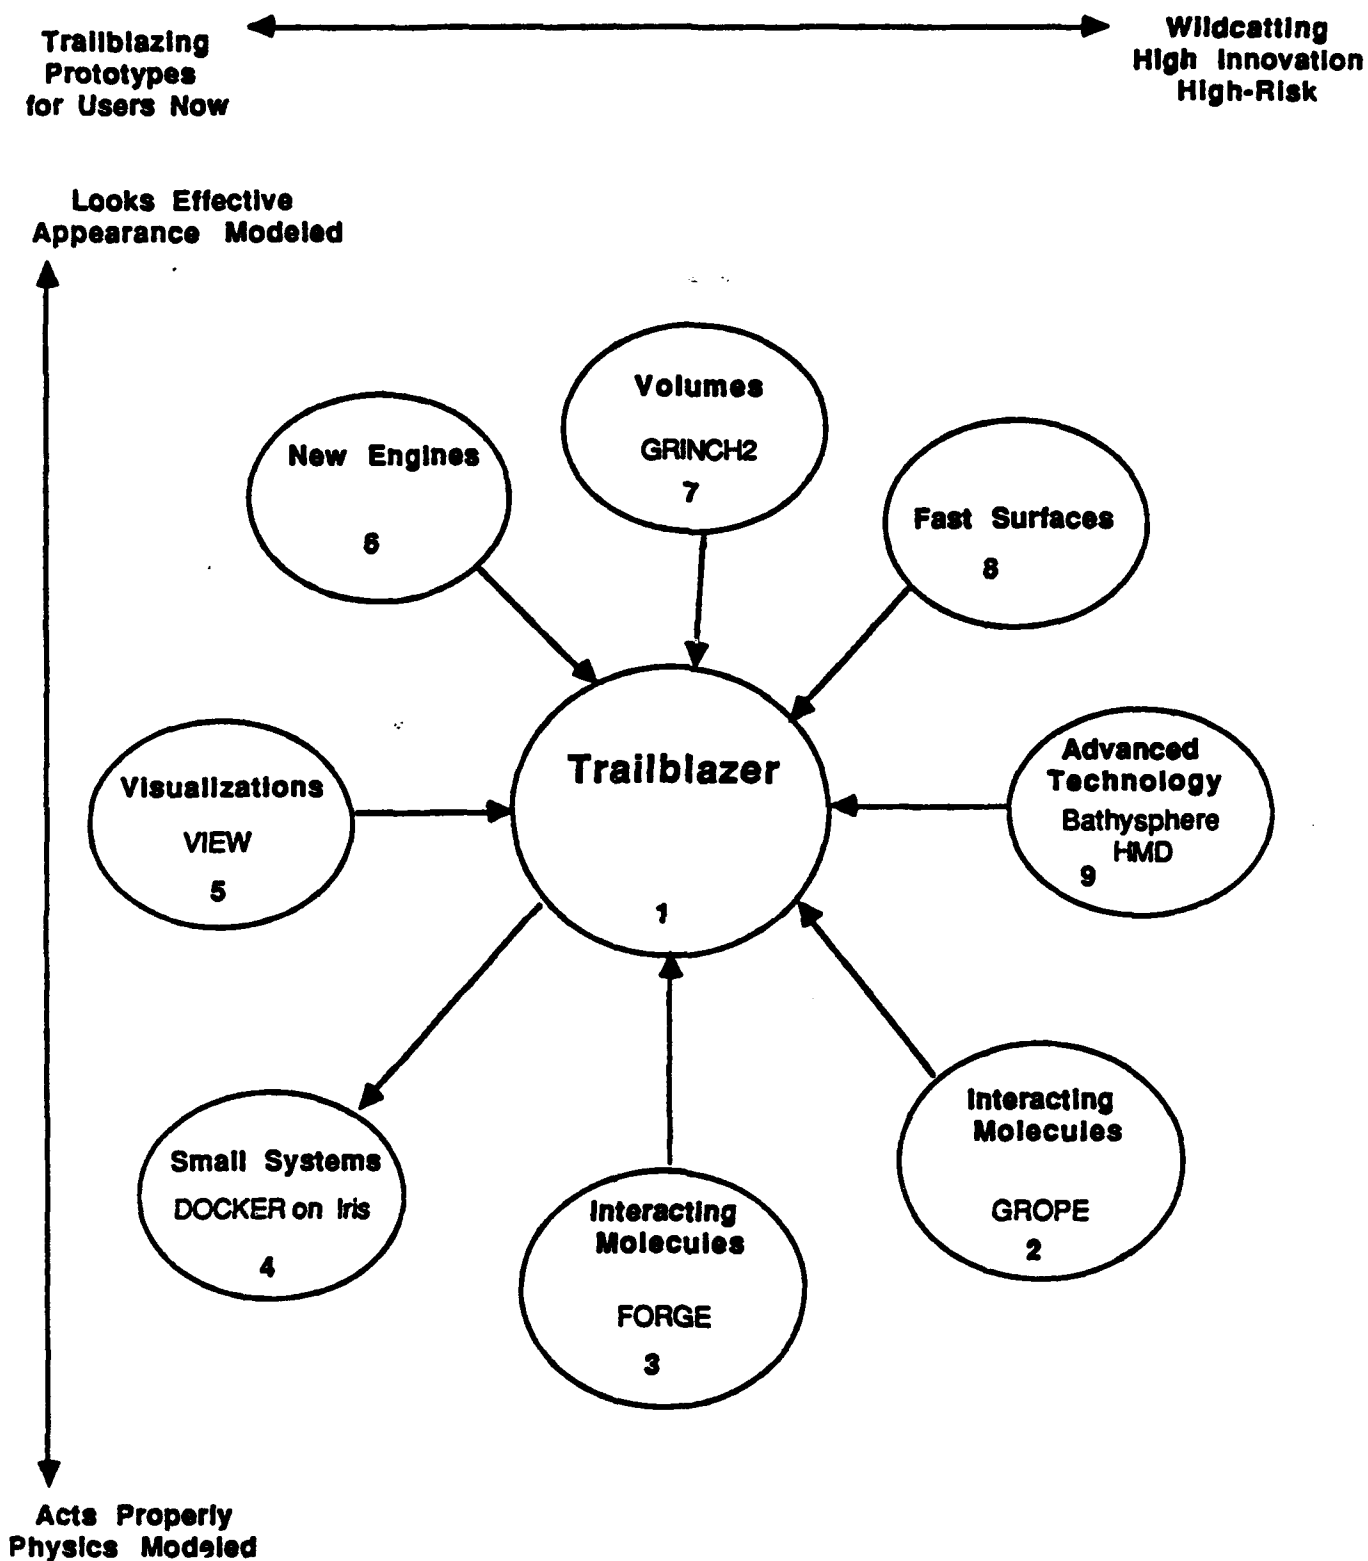 Trailblazing
Prototypes
for Users Now
Wildcatting
High Innovation
High-Risk
Looks Effective
Appearance Modeled
Volumes
GRINCH2
7
New Engines
6
Fast Surfaces
8
Trailblazer
1
Advanced
Technology
Bathysphere
HMD
9
Visualizations
VIEW
5
Interacting
Molecules
GROPE
2
Small Systems
DOCKER on Iris
4
Interacting
Molecules
FORGE
3
Acts Properly
Physics Modeled